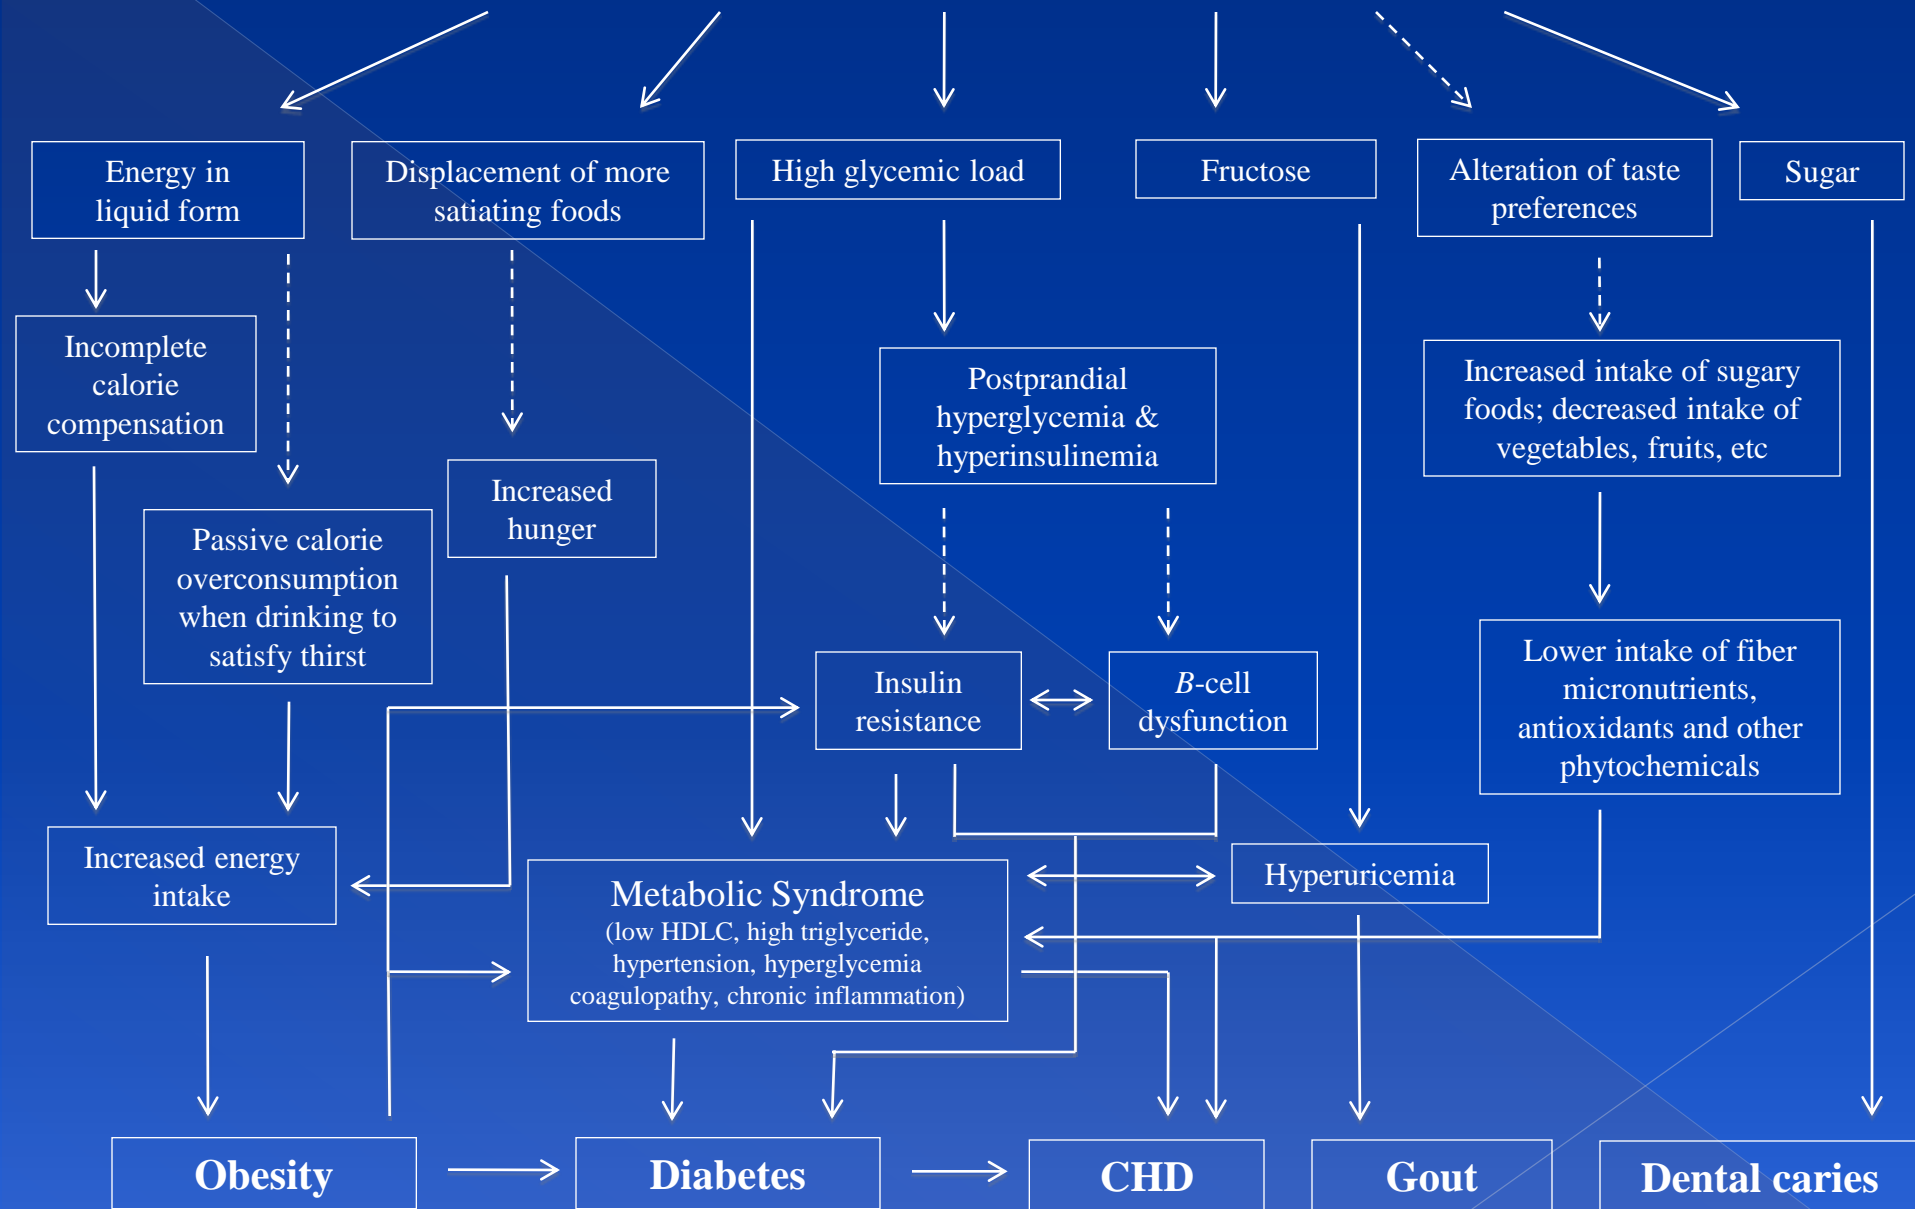 Energy in
liquid form
Displacement of more
satiating foods
High glycemic load
Fructose
Alteration of taste
preferences
Sugar
Incomplete
calorie
compensation
Postprandial
hyperglycemia &
hyperinsulinemia
Increased intake of sugary
foods; decreased intake of
vegetables, fruits, etc
Increased
hunger
Passive calorie
overconsumption
when drinking to
satisfy thirst
Insulin
resistance
B-cell
dysfunction
Lower intake of fiber
micronutrients,
antioxidants and other
phytochemicals
Increased energy
intake
Metabolic Syndrome
(low HDLC, high triglyceride,
hypertension, hyperglycemia
coagulopathy, chronic inflammation)
Hyperuricemia
Obesity
Diabetes
CHD
Gout
Dental caries